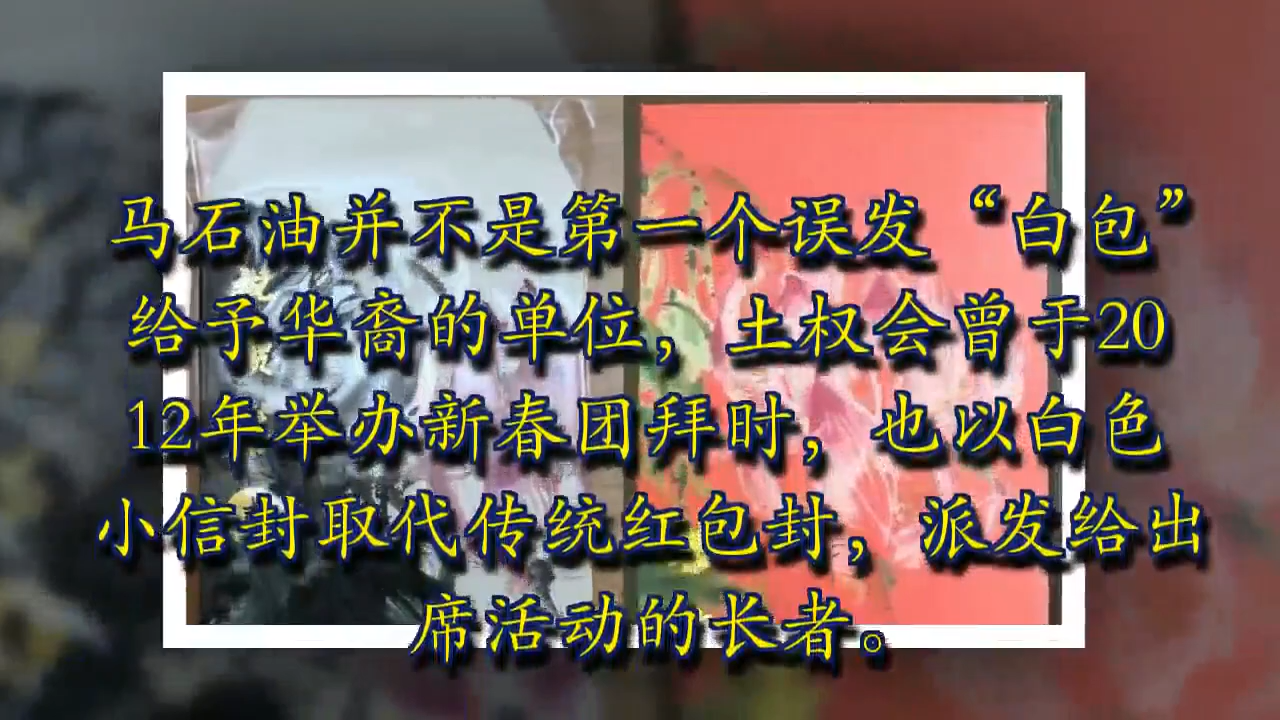 马石油并不是第一个误发“白包”
给予华裔的单位，土权会曾于20
12年举办新春团拜时，也以白色
小信封取代传统红包封，派发给出
席活动的长者。